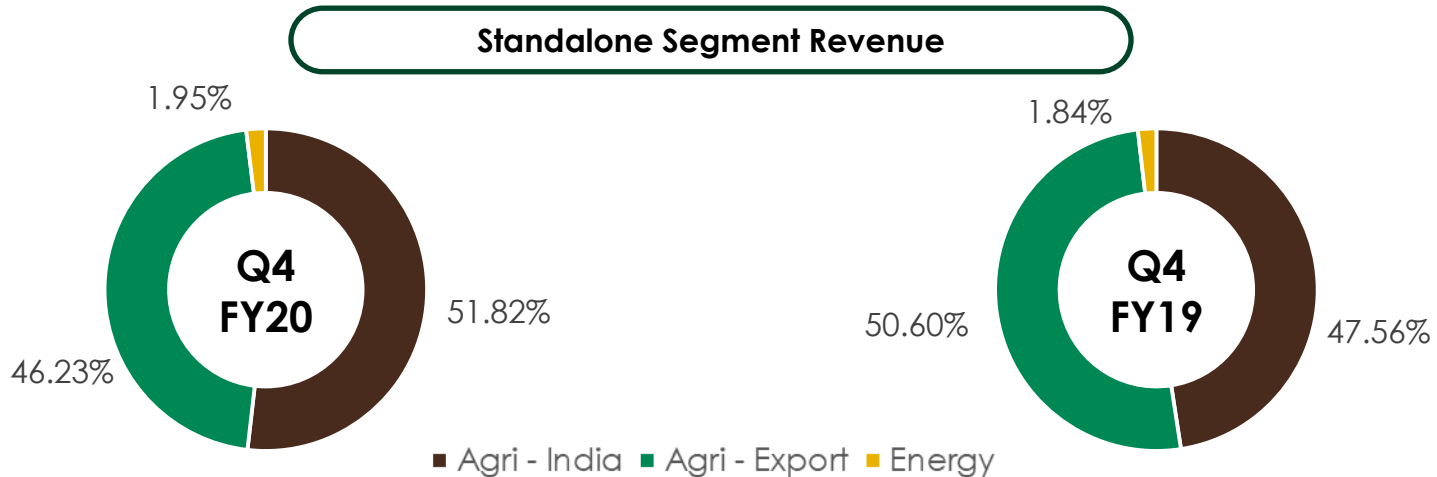 Standalone Segment Revenue
1.95%
Q4
FY20
51.82%
46.23%
1.84%
Q4
FY19
50.60%
47.56%
Agri - India Agri - Export Energy